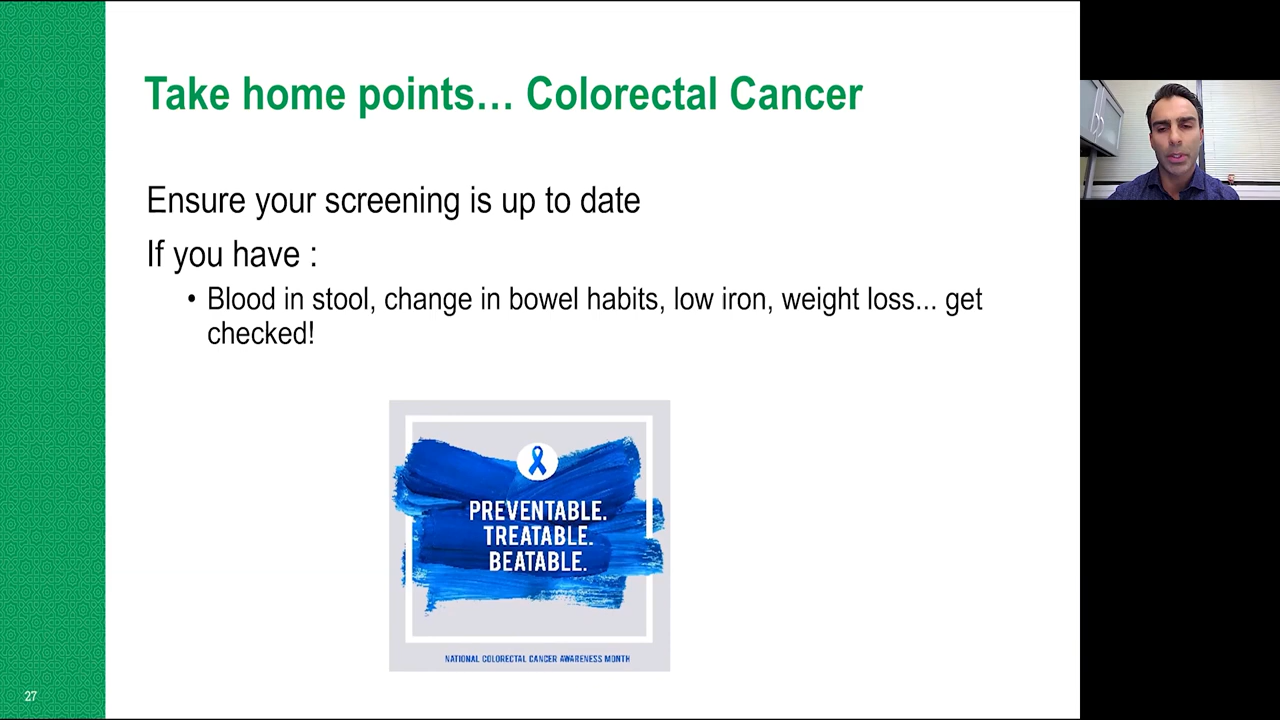 Take home points… Colorectal Cancer
Ensure your screening is up to date
If you have :
• Blood in stool, change in bowel habits, low iron, weight loss... get
checked!
PREVENTABLE.
TREATABLE.
BEATABLE.
NATIONAL COLORECTAL CANCER AWARENESS MONTH
27